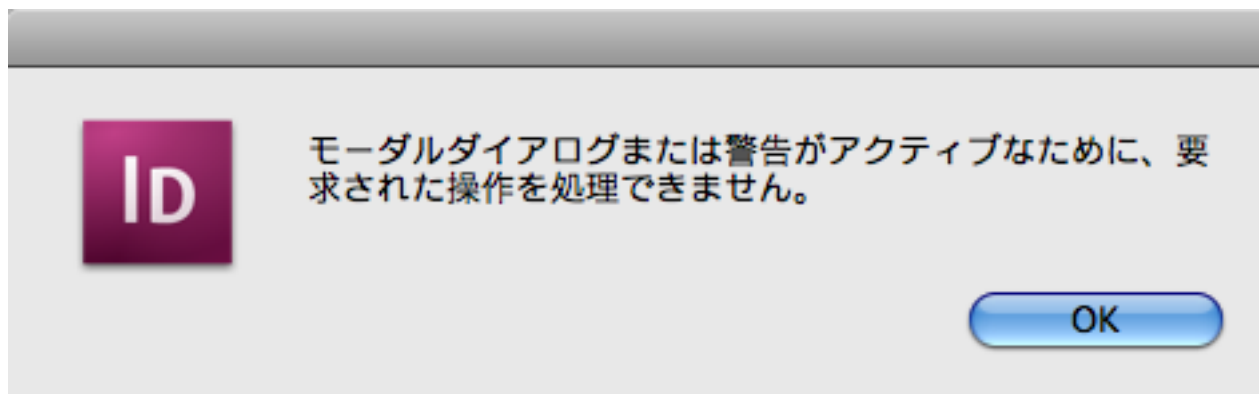 ID
モーダルダイアログまたは警告がアクティブなために、要
求された操作を処理できません。
OK